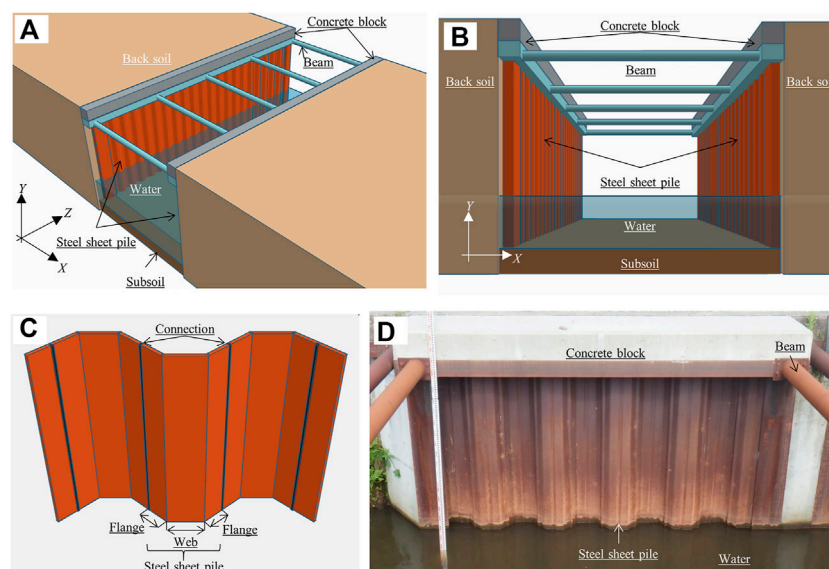 A
Concrete block
Back soil
Beam
Water
Y
Z
X
Steel sheet pile
Subsoil
B
Concrete block
Back soil
Beam
Back so
Steel sheet pile
Y
X
Water
Subsoil
C
Connection
Flange
Flange
Web
Steel sheet pile
D
Concrete block
Beam
Steel sheet pile
Water